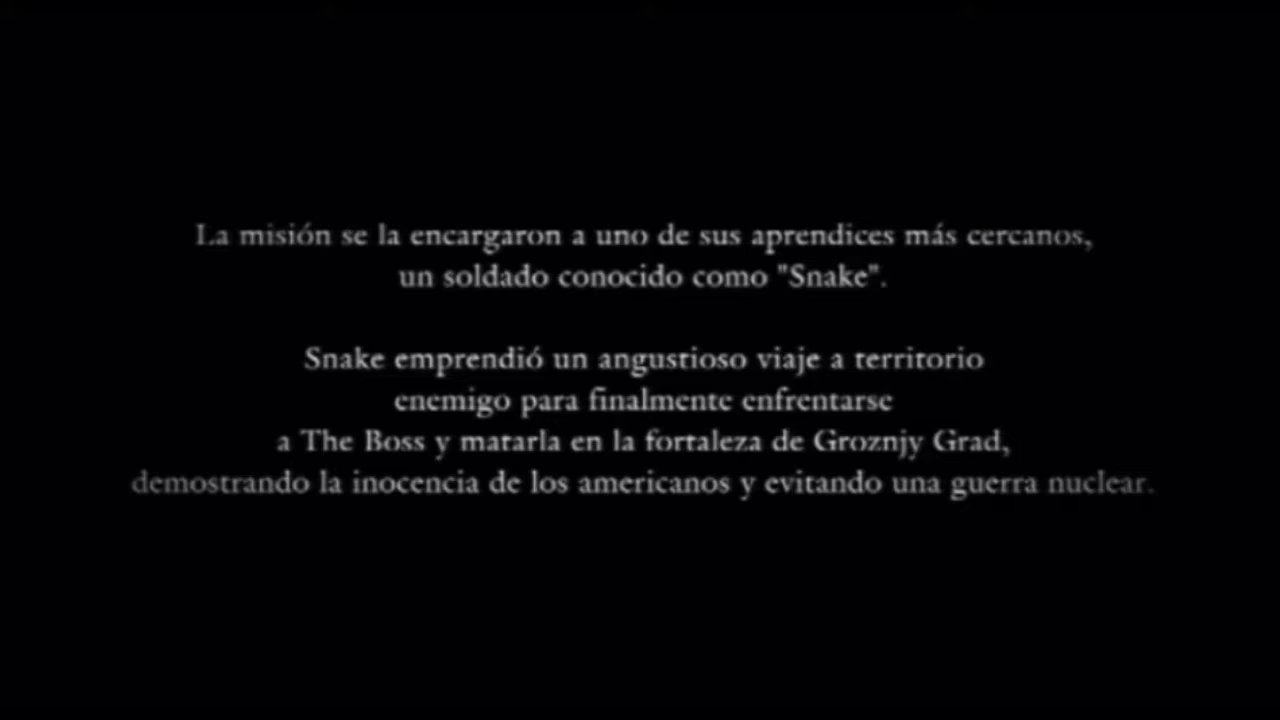 La misión se la encargaron a uno de sus aprendices más cercanos,
un soldado conocido como "Snake".
Snake emprendió un angustioso viaje a territorio
enemigo para finalmente enfrentarse
a The Boss y matarla en la fortaleza de Groznjy Grad,
demostrando la inocencia de los americanos y evitando una guerra nuclear.